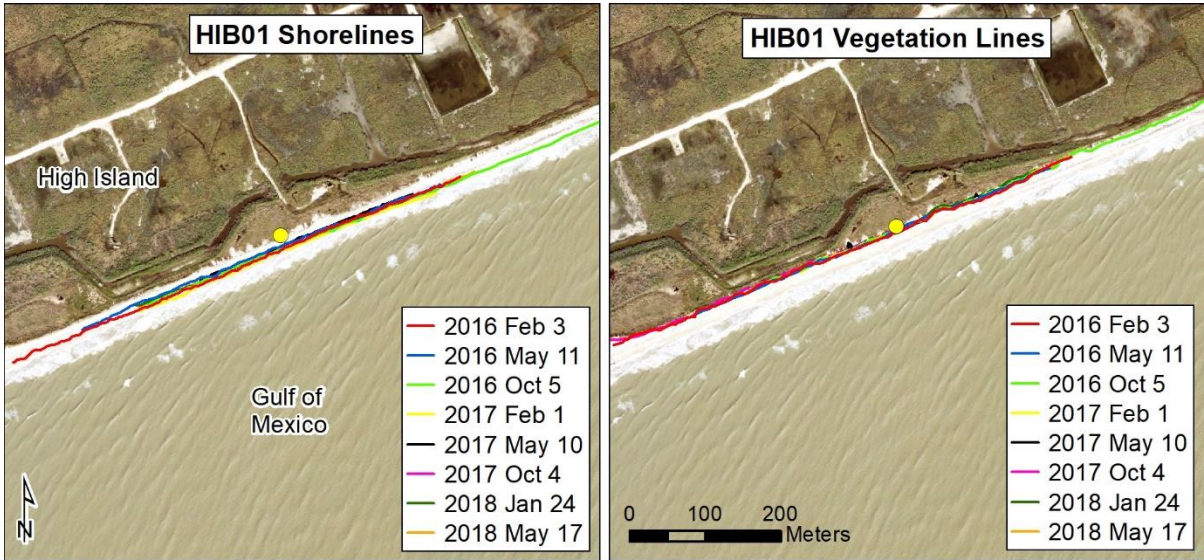 HIB01 Shorelines
High Island
Gulf of
Mexico
N
2016 Feb 3
2016 May 11
2016 Oct 5
2017 Feb 1
2017 May 10
2017 Oct 4
2018 Jan 24
2018 May 17
HIB01 Vegetation Lines
0 100 200
Meters
2016 Feb 3
2016 May 11
2016 Oct 5
2017 Feb 1
2017 May 10
2017 Oct 4
2018 Jan 24
2018 May 17